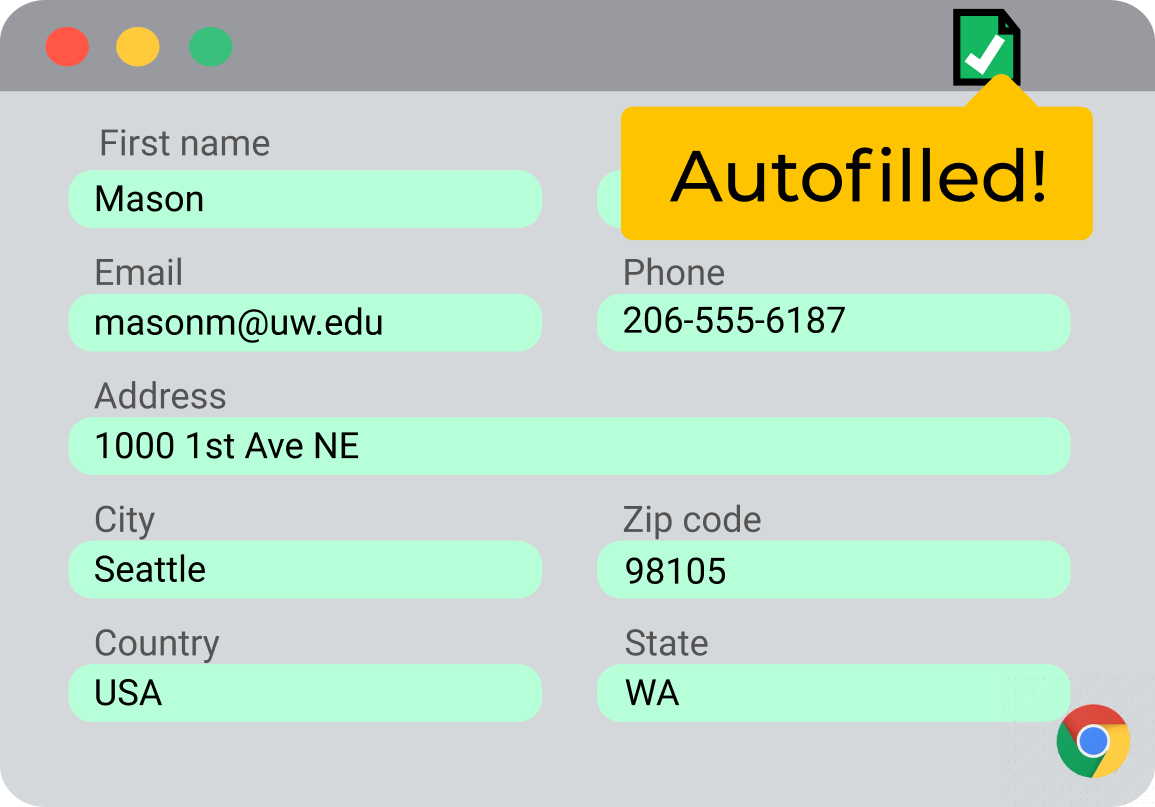 First name
Autofilled!
Mason
Email
Phone
masonm@uw.edu
206-555-6187
Address
1000 1st Ave NE
City
Zip code
Seattle
98105
Country
State
USA
WA